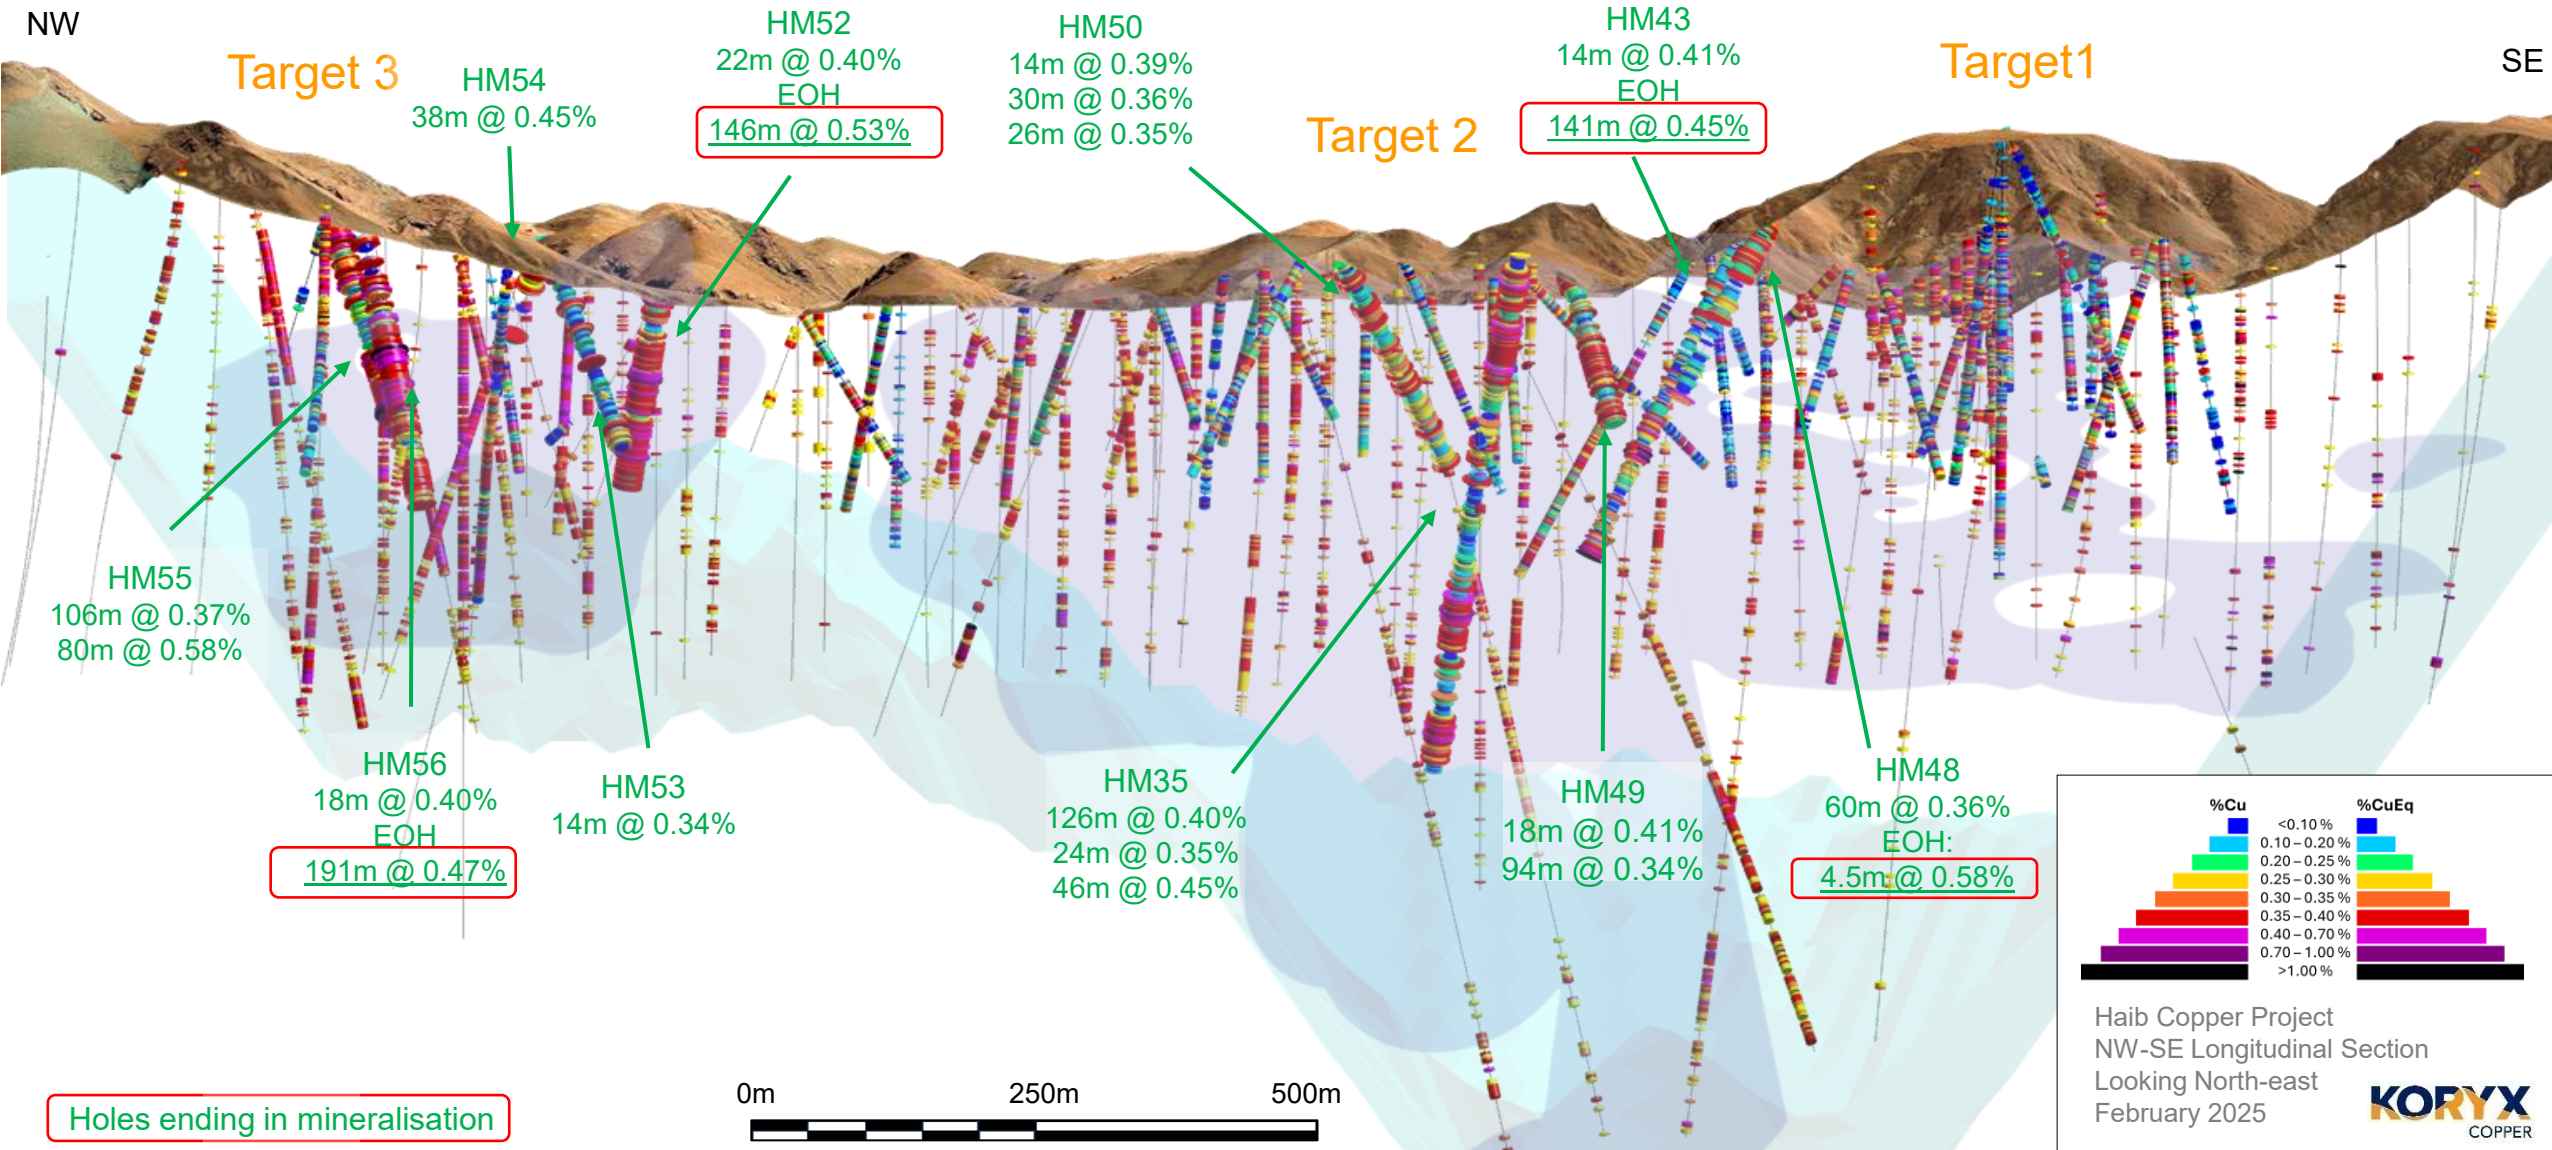 NW
SE
Target 3
Target 2
Target1
HM54
38m @ 0.45%
HM52
22m @ 0.40%
EOH
146m @ 0.53%
HM50
14m @ 0.39%
30m @ 0.36%
26m @ 0.35%
HM43
14m @ 0.41%
EOH
141m @ 0.45%
HM55
106m @ 0.37%
80m @ 0.58%
HM56
18m @ 0.40%
EOH
191m @ 0.47%
HM53
14m @ 0.34%
HM35
126m @ 0.40%
24m @ 0.35%
46m @ 0.45%
HM49
18m @ 0.41%
94m @ 0.34%
HM48
60m @ 0.36%
EOH:
4.5m @ 0.58%
%Cu %CuEq
<0.10 %
0.10 – 0.20 %
0.20 – 0.25 %
0.25 – 0.30 %
0.30 – 0.35 %
0.35 – 0.40 %
0.40 – 0.70 %
0.70 – 1.00 %
>1.00 %
Haib Copper Project
NW-SE Longitudinal Section
Looking North-east
February 2025
KORYX
COPPER
Holes ending in mineralisation
0m 250m 500m